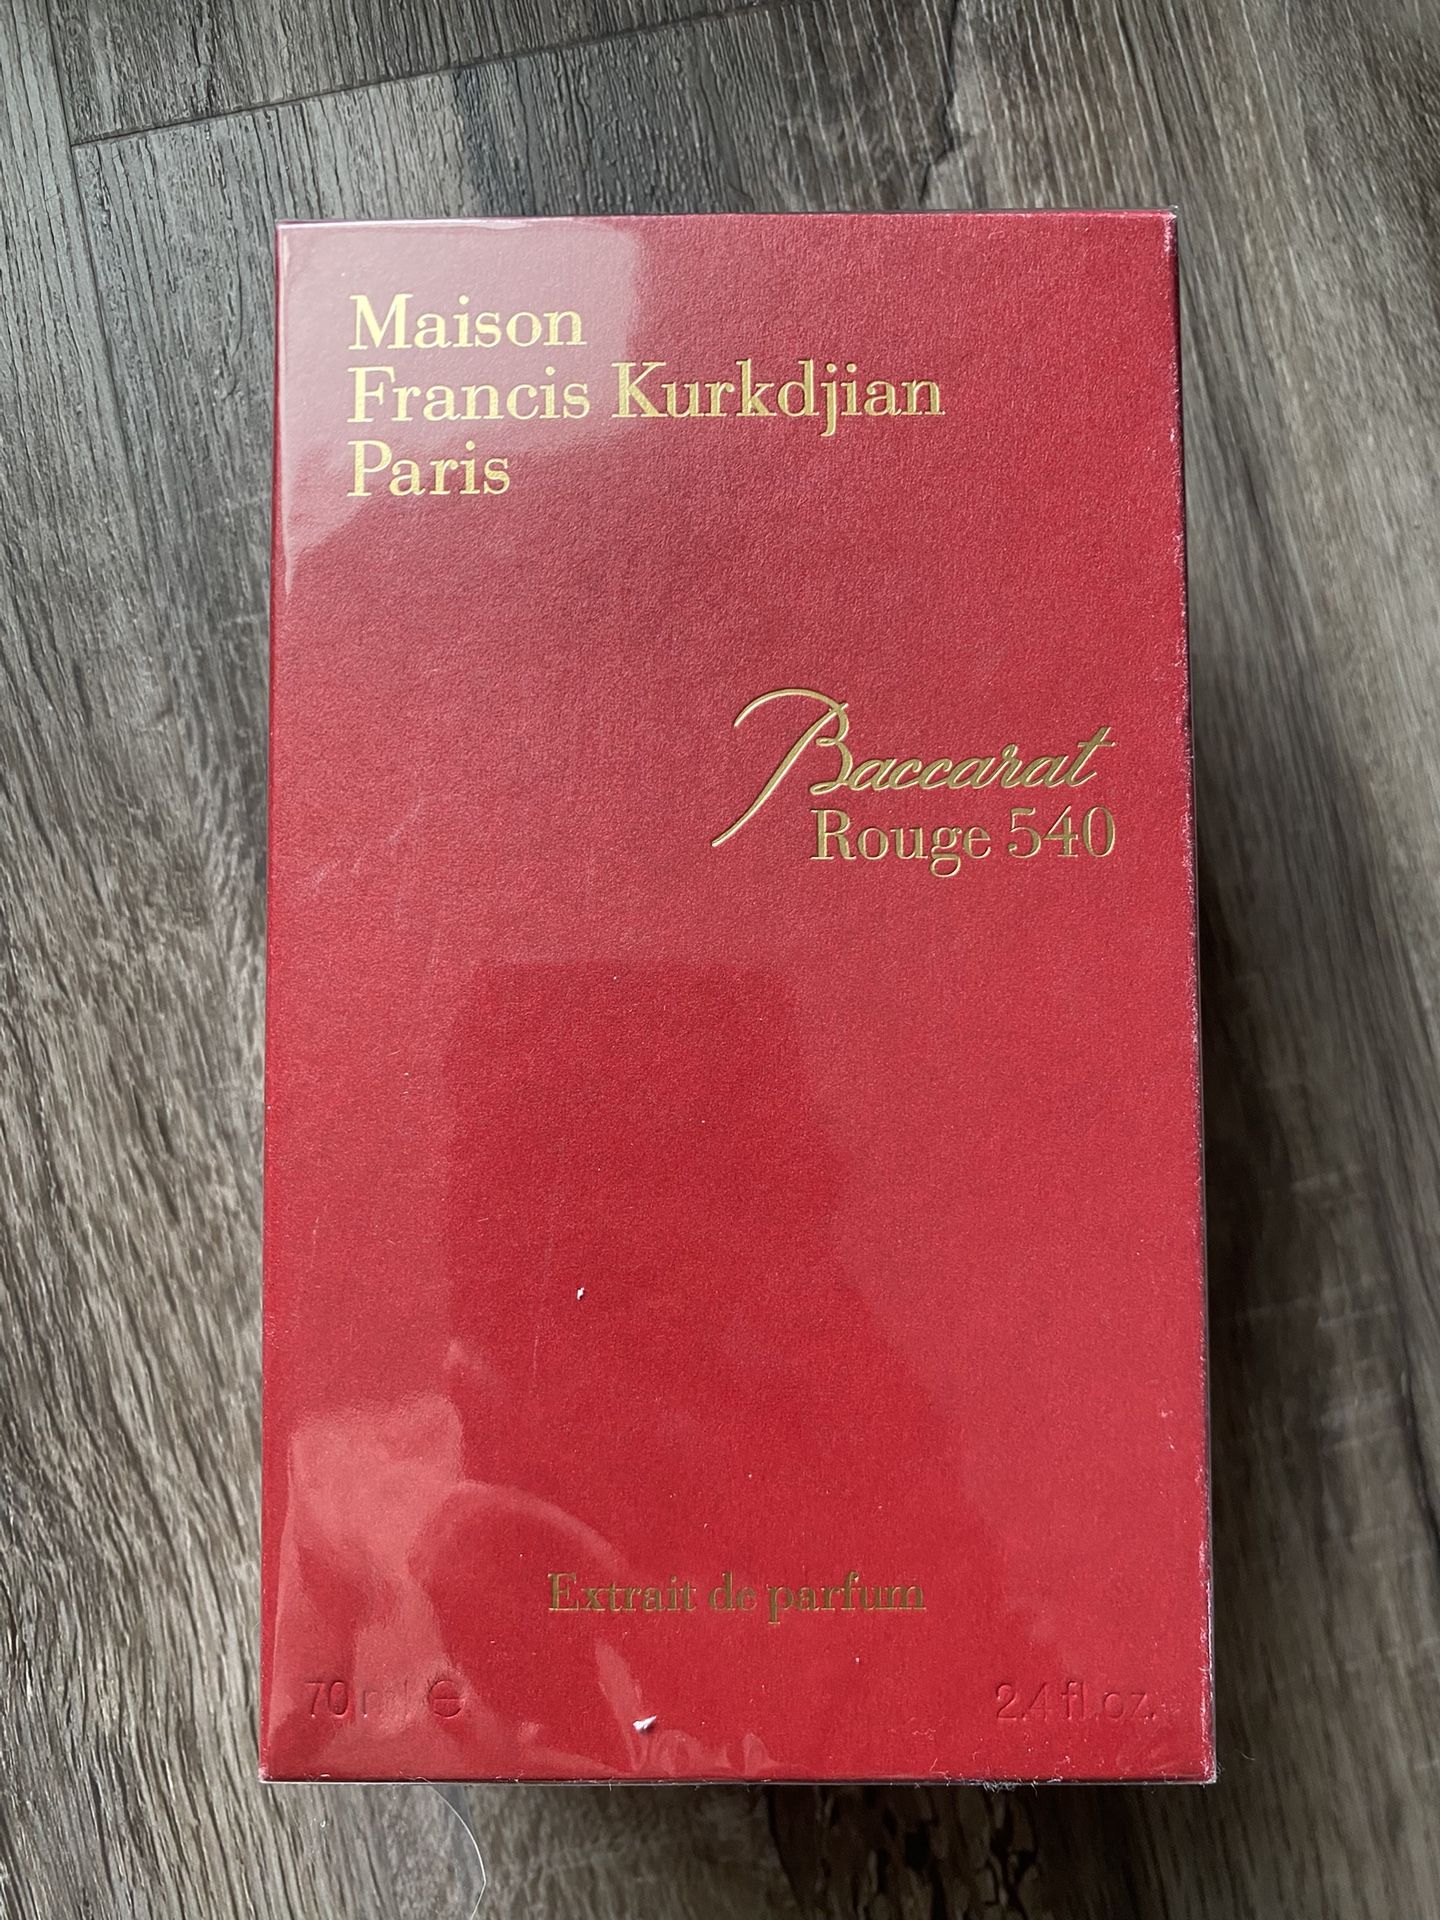 Maison
Francis Kurkdjian
Paris
Baccarat
Rouge 540
Extrait de parfum
70 ml ℮ 2.4 fl.oz.